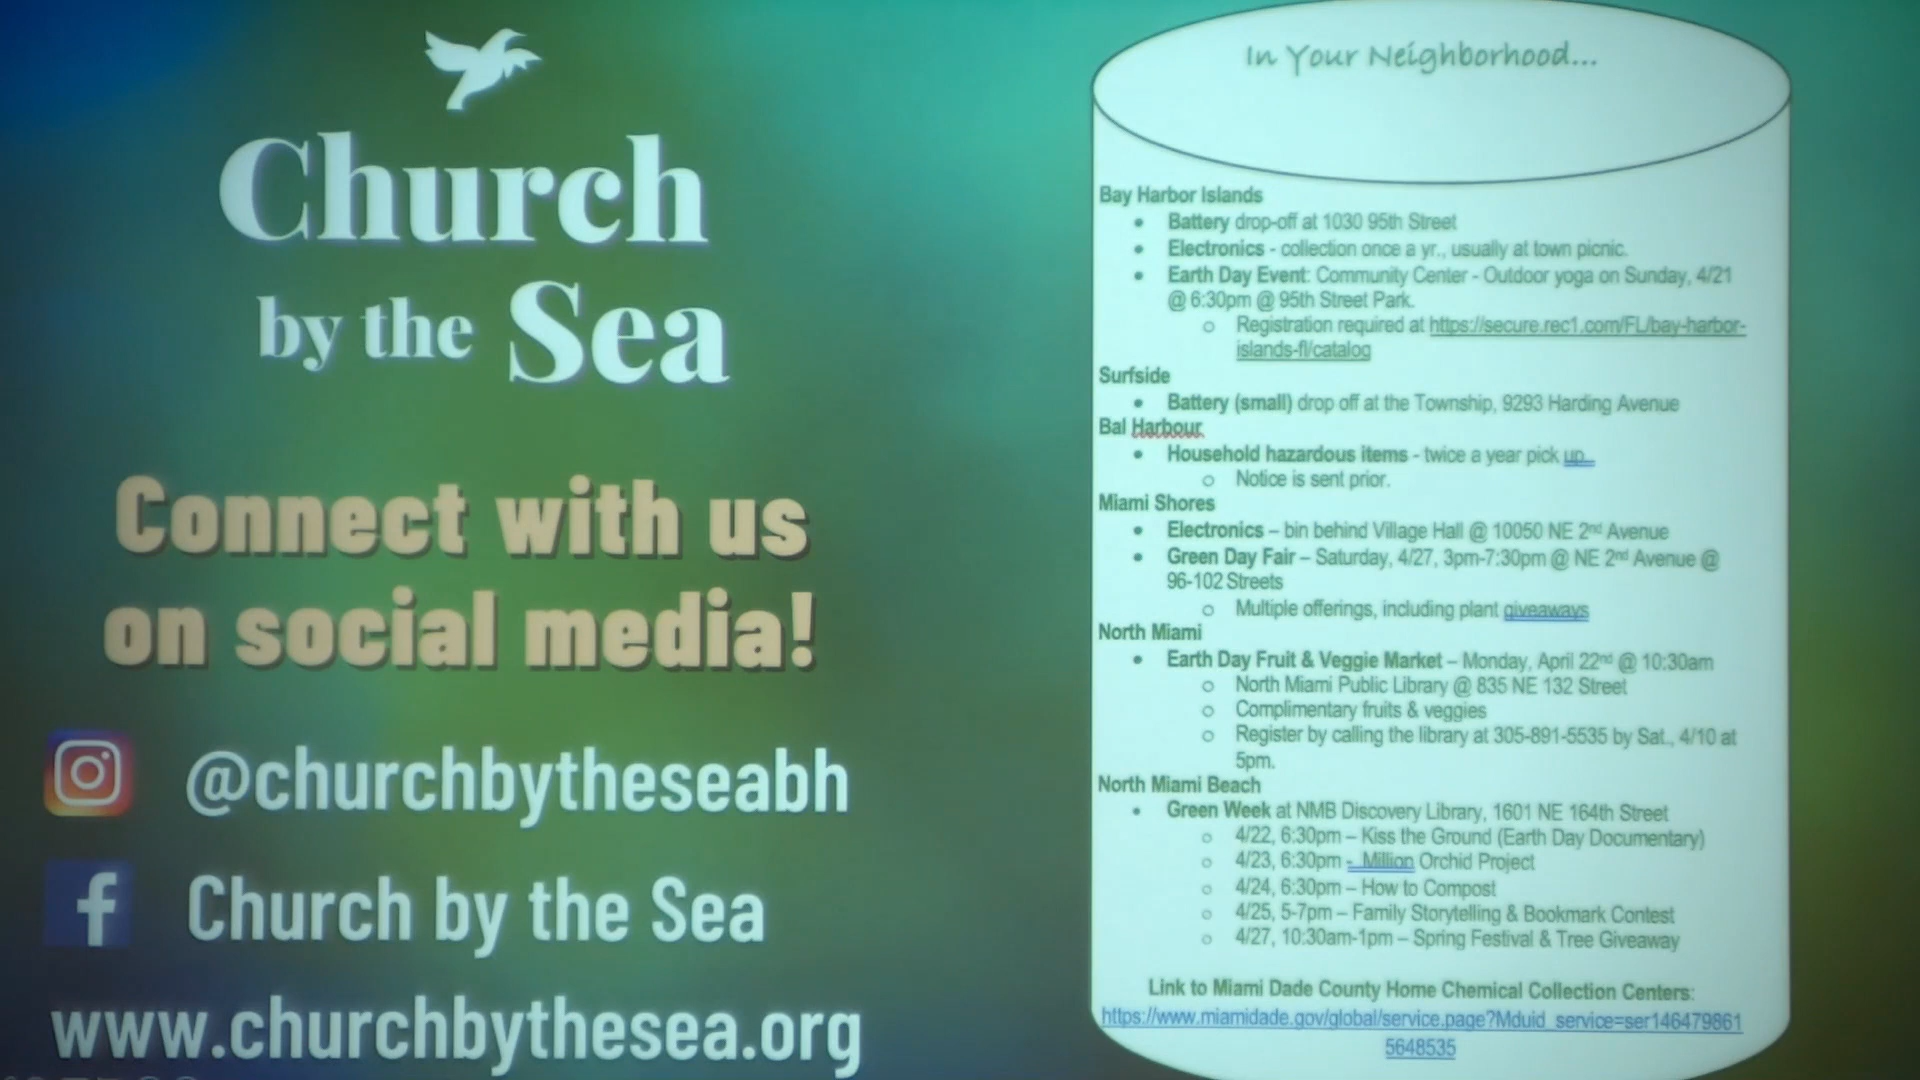 Church
by the Sea
Connect with us
on social media!
@churchbytheseabh
Church by the Sea
www.churchbythesea.org
In Your Neighborhood...
Bay Harbor Islands
• Battery drop-off at 1030 95th Street
• Electronics - collection once a yr., usually at town picnic.
• Earth Day Event: Community Center - Outdoor yoga on Sunday, 4/21
@ 6:30pm @ 95th Street Park.
o Registration required at https://secure.rec1.com/FL/bay-harbor-
islands-fl/catalog
Surfside
• Battery (small) drop off at the Township, 9293 Harding Avenue
Bal Harbour
• Household hazardous items - twice a year pick up
o Notice is sent prior.
Miami Shores
• Electronics – bin behind Village Hall @ 10050 NE 2nd Avenue
• Green Day Fair – Saturday, 4/27, 3pm-7:30pm @ NE 2nd Avenue @
96-102 Streets
o Multiple offerings, including plant giveaways
North Miami
• Earth Day Fruit & Veggie Market – Monday, April 22nd @ 10:30am
o North Miami Public Library @ 835 NE 132 Street
o Complimentary fruits & veggies
o Register by calling the library at 305-891-5535 by Sat., 4/10 at
5pm.
North Miami Beach
• Green Week at NMB Discovery Library, 1601 NE 164th Street
o 4/22, 6:30pm – Kiss the Ground (Earth Day Documentary)
o 4/23, 6:30pm - Million Orchid Project
o 4/24, 6:30pm – How to Compost
o 4/25, 5-7pm – Family Storytelling & Bookmark Contest
o 4/27, 10:30am-1pm – Spring Festival & Tree Giveaway
Link to Miami Dade County Home Chemical Collection Centers:
https://www.miamidade.gov/global/service.page?Mduid_service=ser146479861
5648535